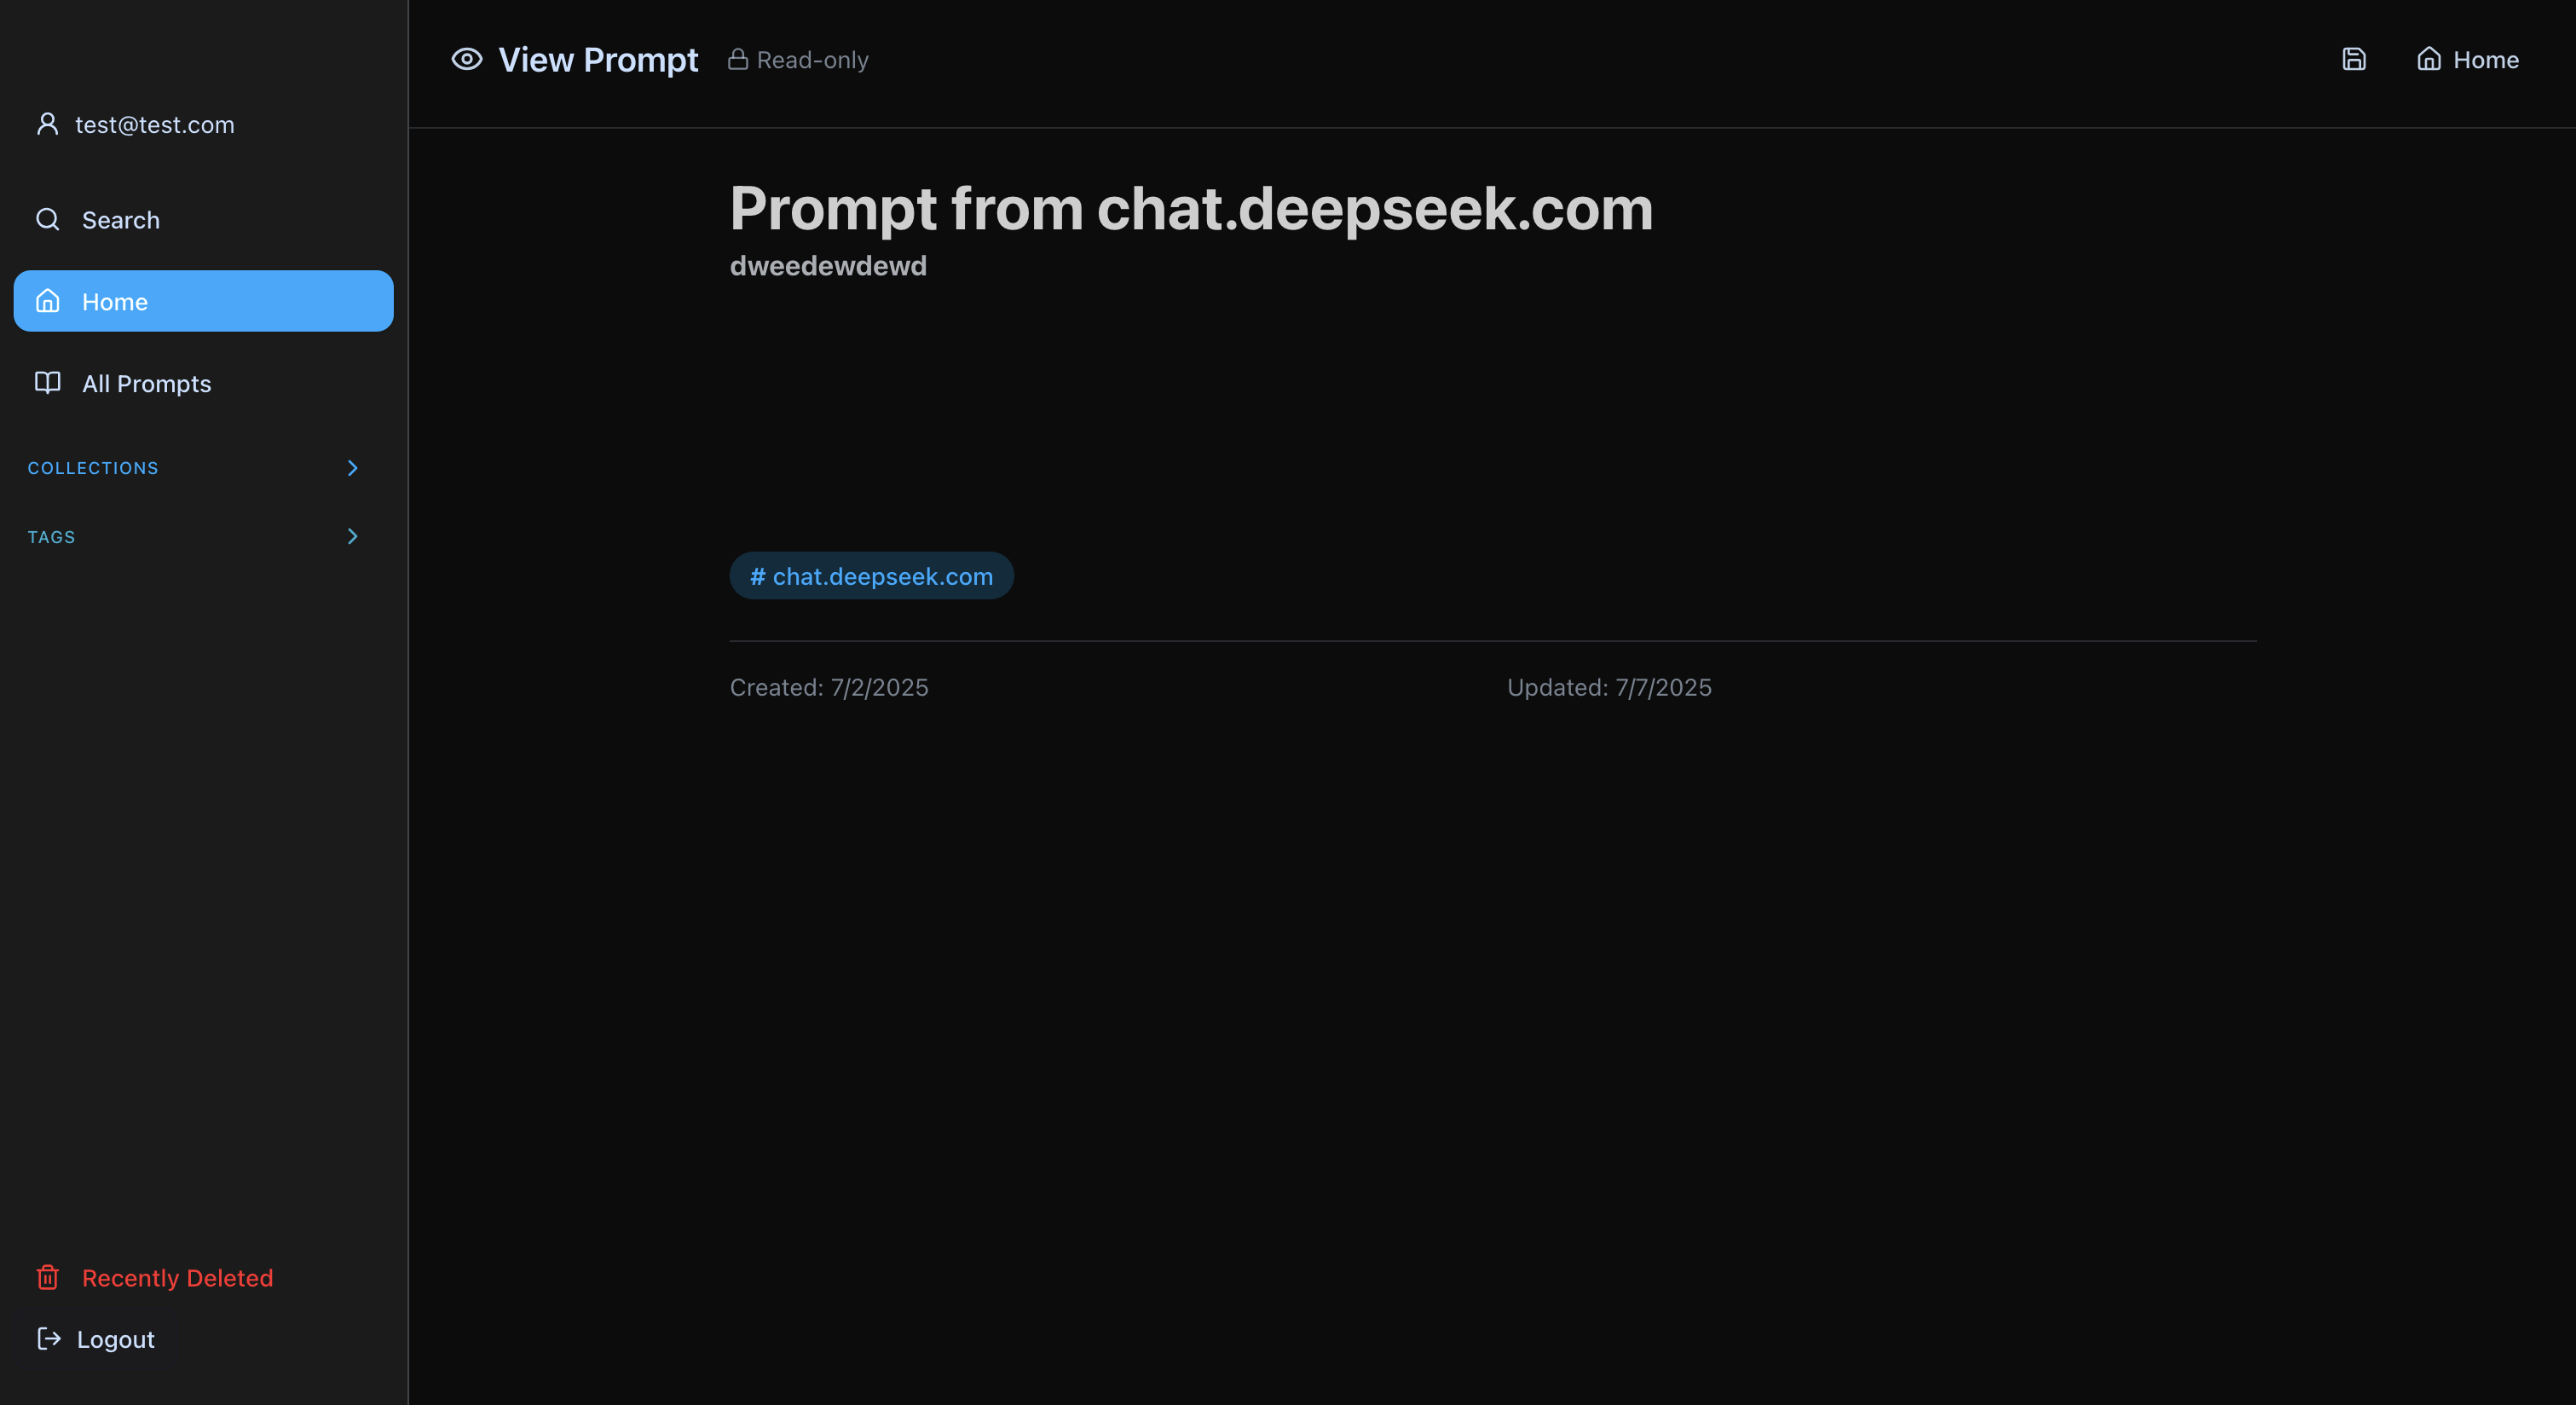 View Prompt
Read-only
Home
test@test.com
Search
Home
All Prompts
COLLECTIONS
TAGS
Prompt from chat.deepseek.com
dweedewdewd
# chat.deepseek.com
Created: 7/2/2025
Updated: 7/7/2025
Recently Deleted
Logout